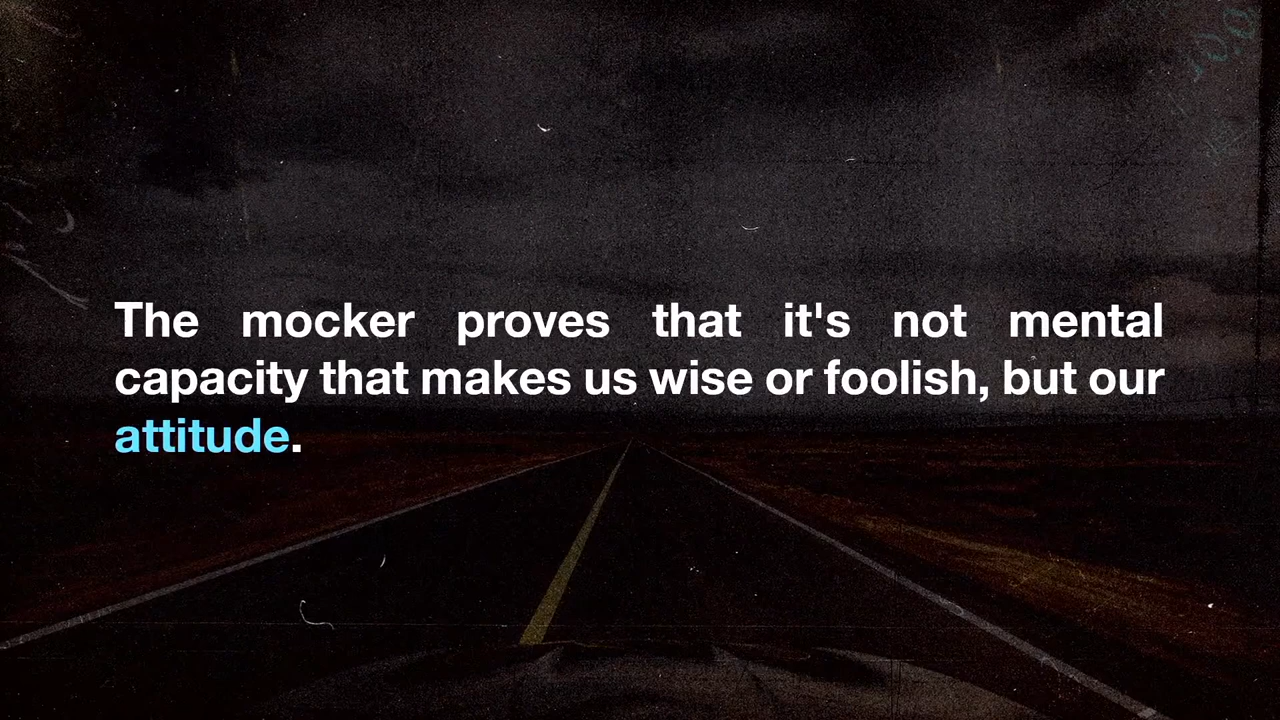 The mocker proves that it's not mental
capacity that makes us wise or foolish, but our
attitude.